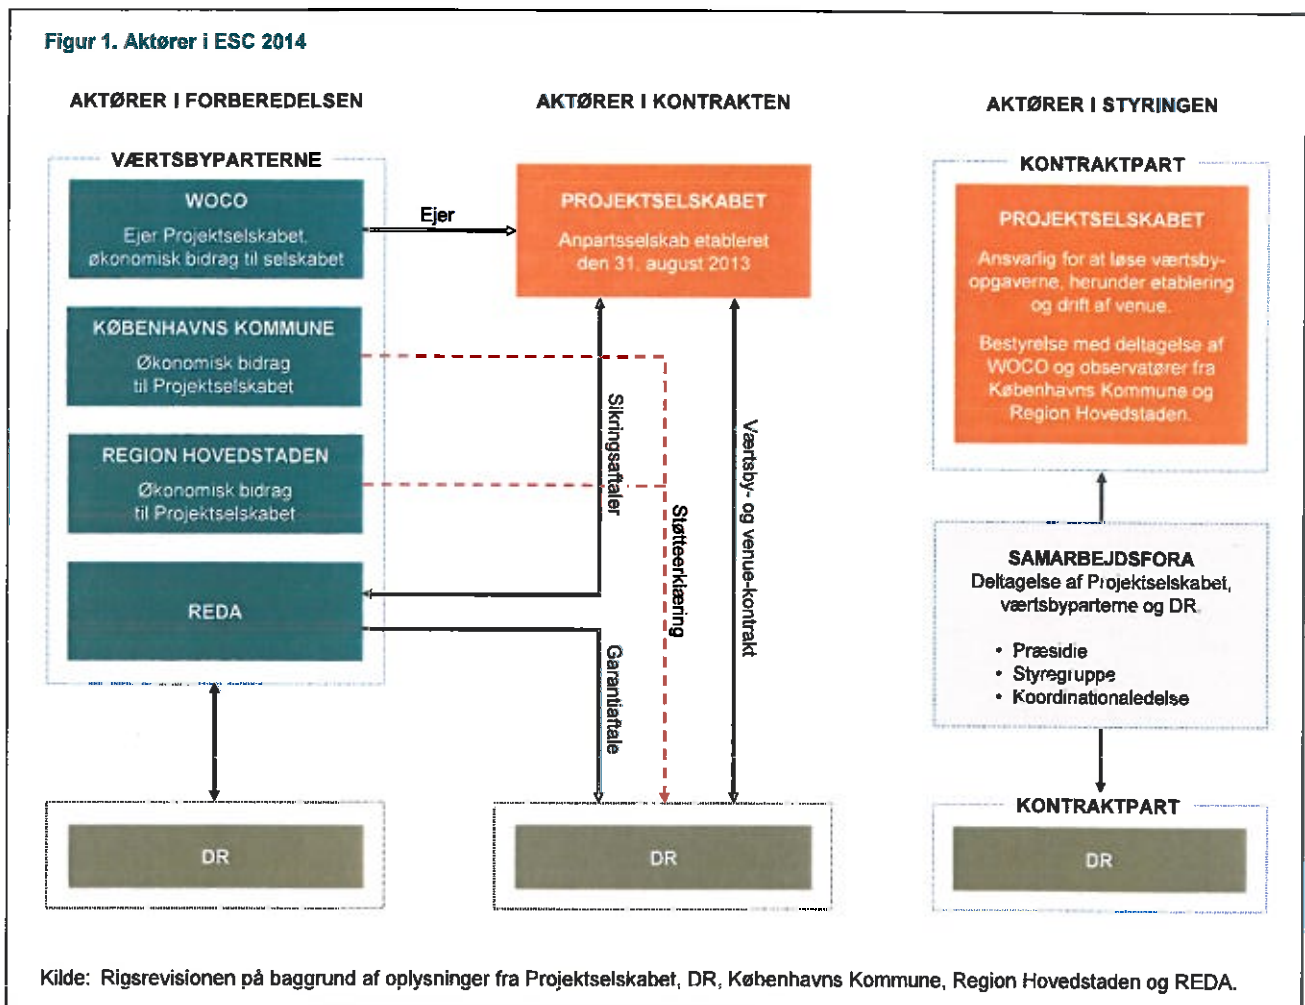 Figur 1. Aktører i ESC 2014
AKTØRER I FORBEREDELSEN
VÆRTSBYPARTERNE
WOCO
Ejer Projektselskabet,
økonomisk bidrag til selskabet
KØBENHAVNS KOMMUNE
Økonomisk bidrag
til Projektselskabet
REGION HOVEDSTADEN
Økonomisk bidrag
til Projektselskabet
REDA
DR
Ejer
AKTØRER I KONTRAKTEN
PROJEKTSELSKABET
Anpartsselskab etableret
den 31. august 2013
Sikringsaftaler
Støtteerklæring
Værtsby- og venue-kontrakt
Garantiaftale
DR
AKTØRER I STYRINGEN
KONTRAKTPART
PROJEKTSELSKABET
Ansvarlig for at løse værtsby-
opgaverne, herunder etablering
og drift af venue.
Bestyrelse med deltagelse af
WOCO og observatører fra
Københavns Kommune og
Region Hovedstaden.
SAMARBEJDSFORA
Deltagelse af Projektselskabet,
værtsbyparterne og DR.
• Præsidie
• Styregruppe
• Koordinationaledelse
KONTRAKTPART
DR
Kilde: Rigsrevisionen på baggrund af oplysninger fra Projektselskabet, DR, Københavns Kommune, Region Hovedstaden og REDA.